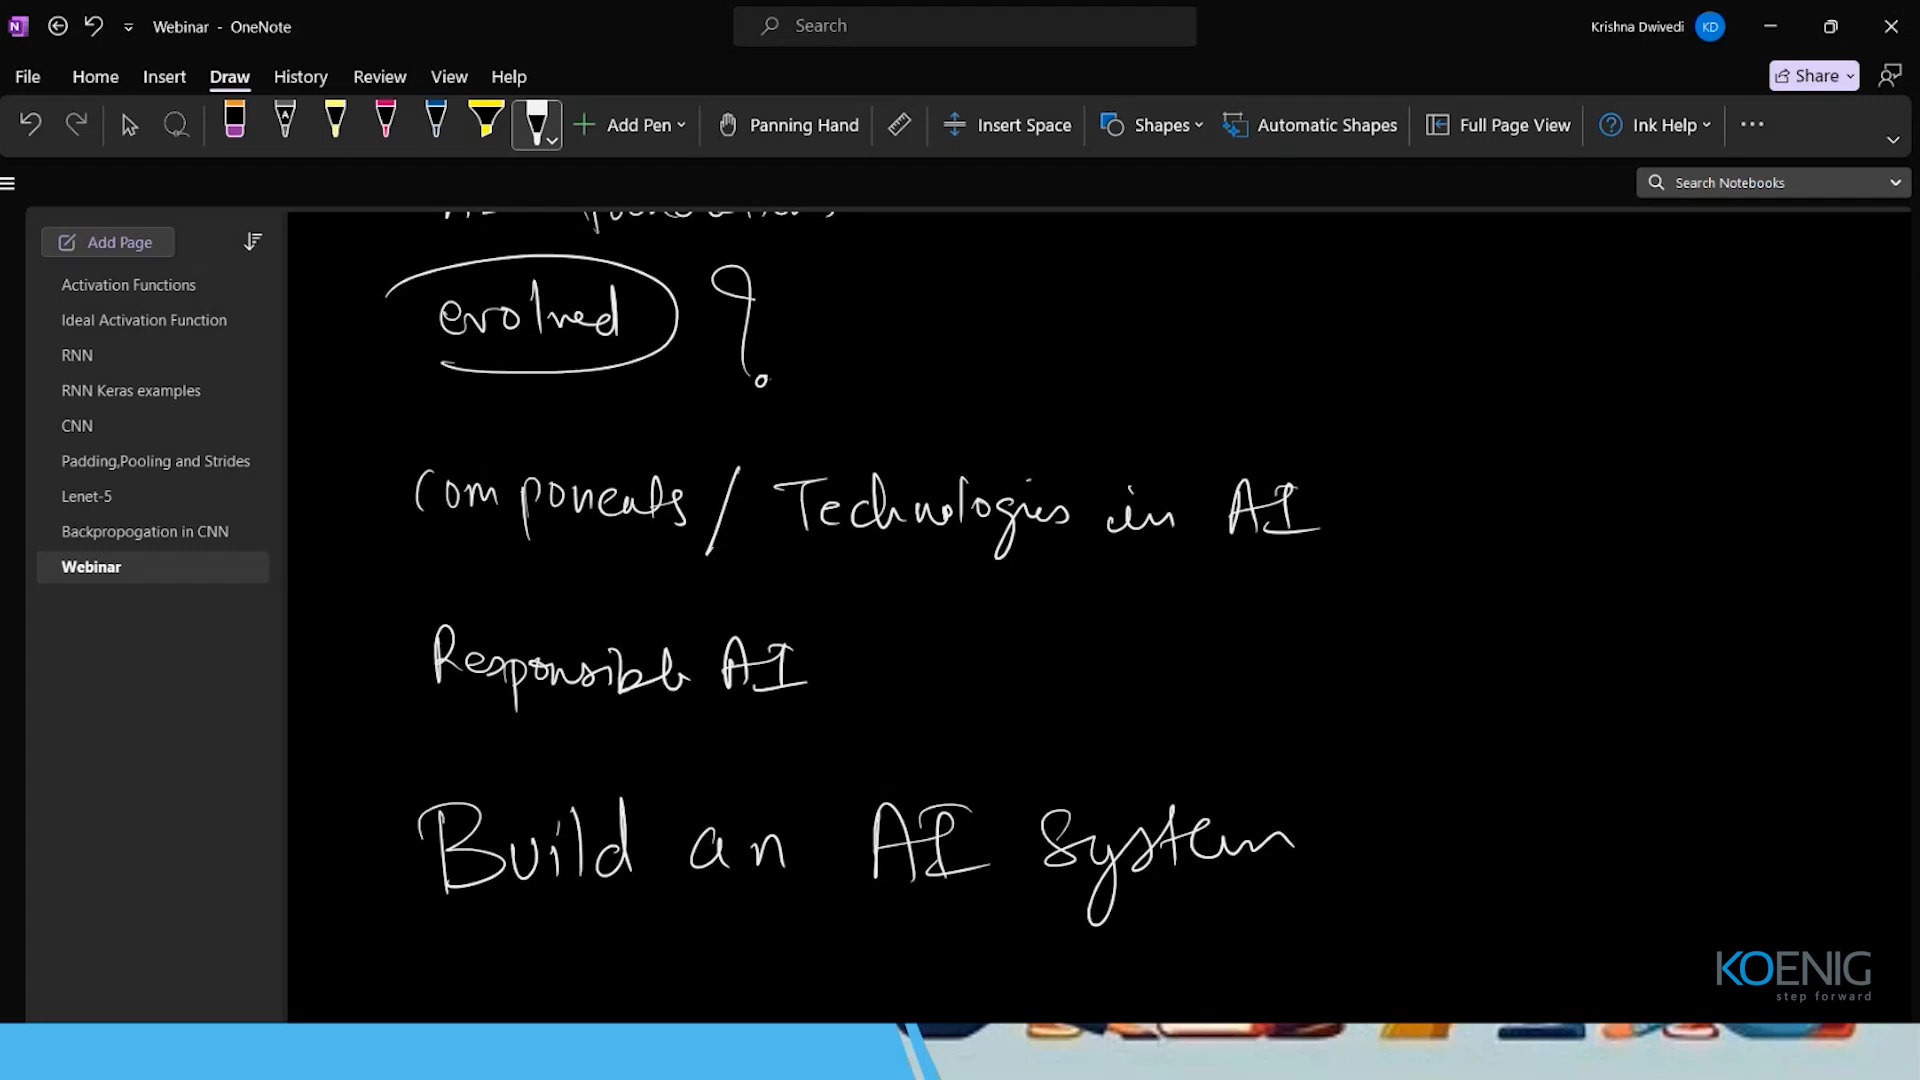 Webinar - OneNote
Search
Krishna Dwivedi KD
File Home Insert Draw History Review View Help
Share
Add Pen Panning Hand Insert Space Shapes Automatic Shapes Full Page View Ink Help
Search Notebooks
Add Page
Activation Functions
Ideal Activation Function
RNN
RNN Keras examples
CNN
Padding,Pooling and Strides
Lenet-5
Backpropogation in CNN
Webinar
evolved ?
Components / Technologies in AI
Responsible AI
Build an AI system
KOENIG
step forward